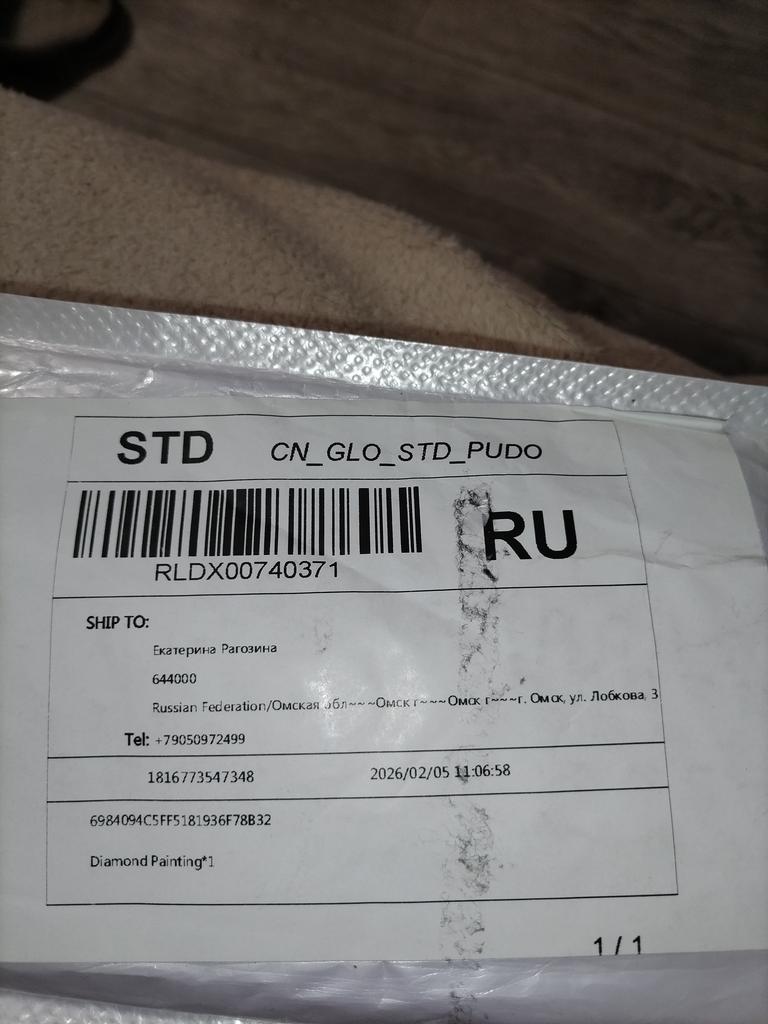 STD CN_GLO_STD_PUDO
RLDX00740371
RU
SHIP TO:
Екатерина Рагозина
644000
Russian Federation/Омская обл~~~Омск г~~~Омск г~~~г. Омск, ул. Лобкова, 3
Tel: +79050972499
1816773547348 2026/02/05 11:06:58
6984094C5FF5181936F78B32
Diamond Painting*1
1 / 1